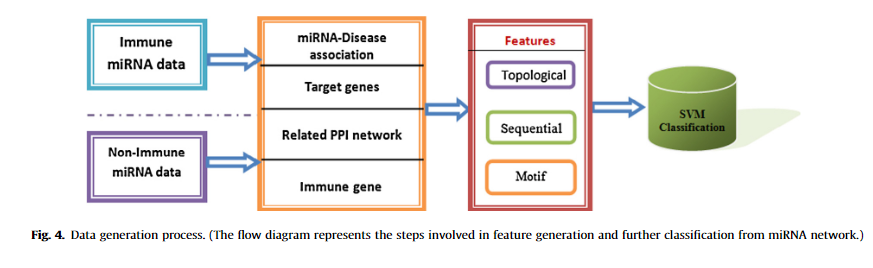 Immune
miRNA data
Non-Immune
miRNA data
miRNA-Disease
association
Target genes
Related PPI network
Immune gene
Features
Topological
Sequential
Motif
SVM
Classification
Fig. 4. Data generation process. (The flow diagram represents the steps involved in feature generation and further classification from miRNA network.)